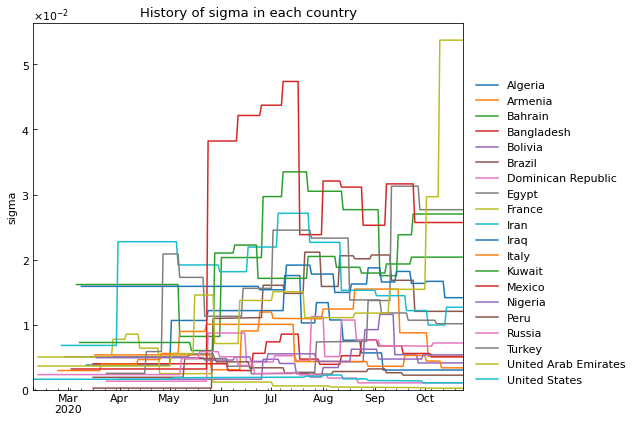 History of sigma in each country
×10⁻²
5
4
3
2
1
0
sigma
Mar
2020
Apr
May
Jun
Jul
Aug
Sep
Oct
Algeria
Armenia
Bahrain
Bangladesh
Bolivia
Brazil
Dominican Republic
Egypt
France
Iran
Iraq
Italy
Kuwait
Mexico
Nigeria
Peru
Russia
Turkey
United Arab Emirates
United States